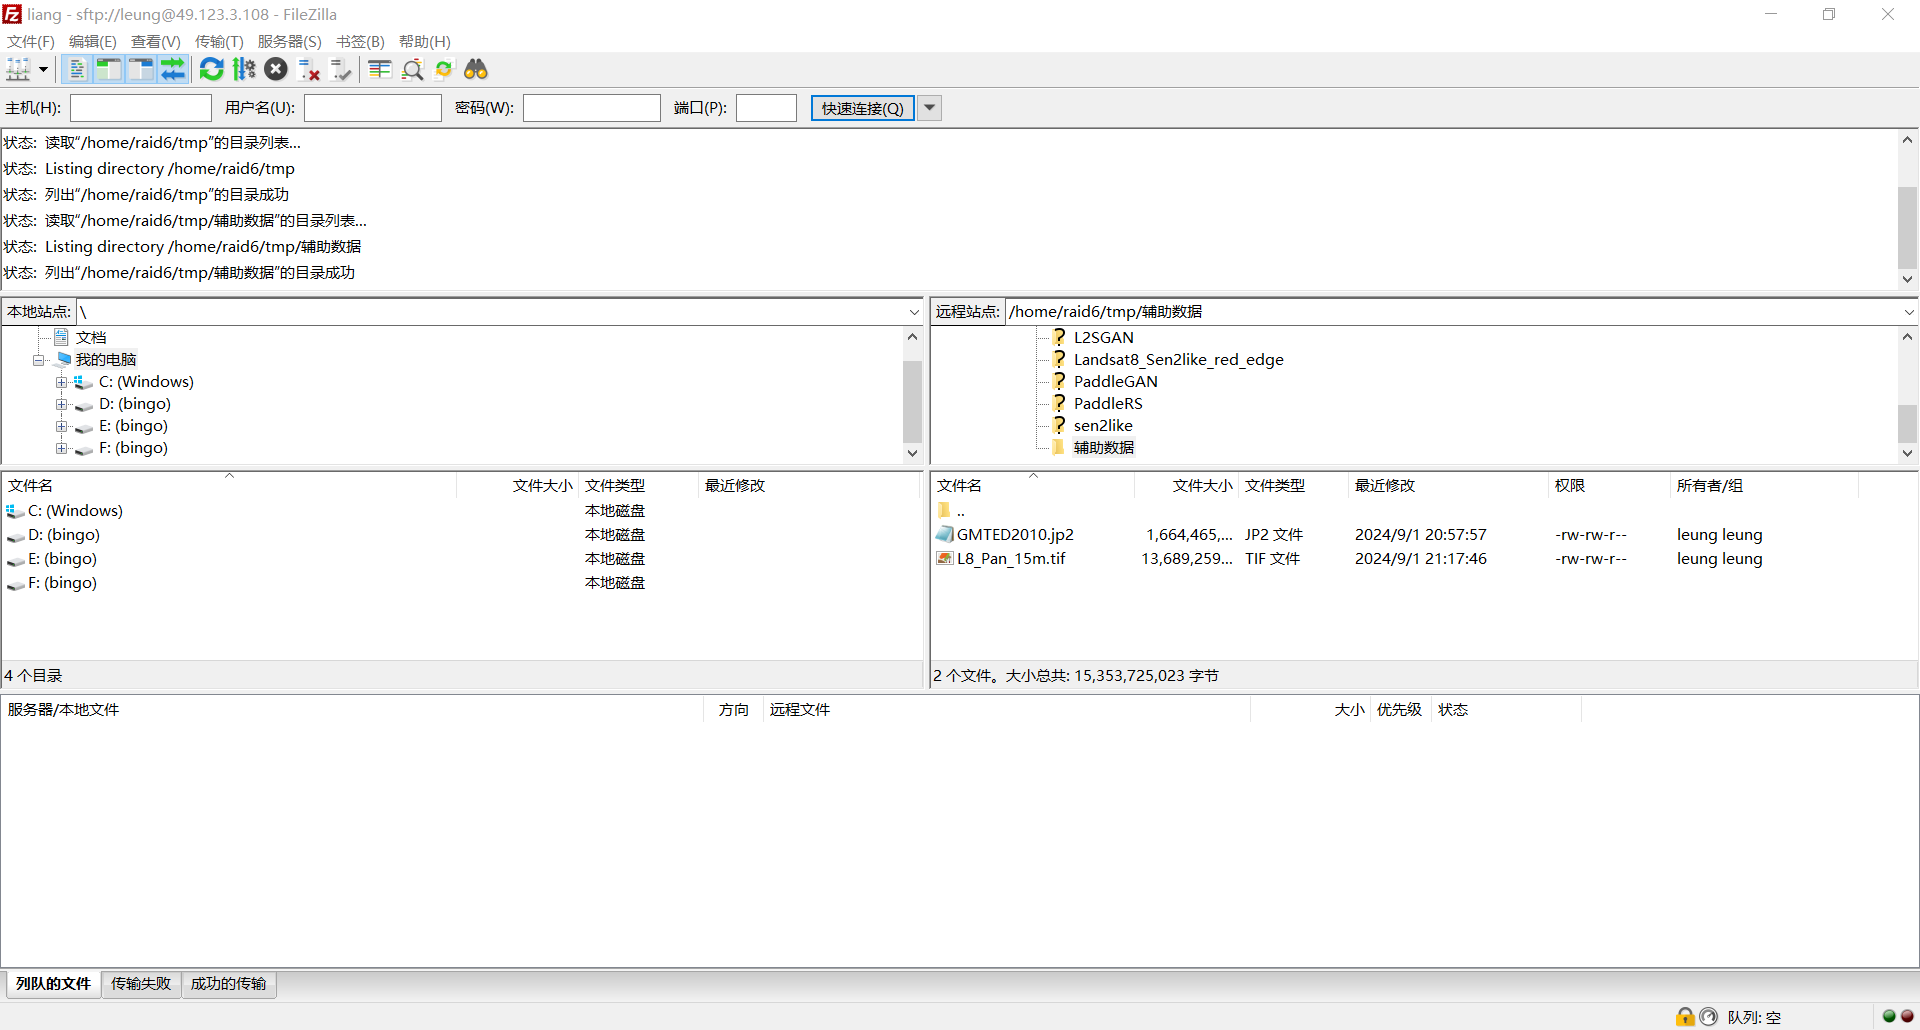 liang - sftp://leung@49.123.3.108 - FileZilla
文件(F) 编辑(E) 查看(V) 传输(T) 服务器(S) 书签(B) 帮助(H)
主机(H): 用户名(U): 密码(W): 端口(P): 快速连接(Q)
状态: 读取“/home/raid6/tmp”的目录列表...
状态: Listing directory /home/raid6/tmp
状态: 列出“/home/raid6/tmp”的目录成功
状态: 读取“/home/raid6/tmp/辅助数据”的目录列表...
状态: Listing directory /home/raid6/tmp/辅助数据
状态: 列出“/home/raid6/tmp/辅助数据”的目录成功
本地站点: \
文档
我的电脑
C: (Windows)
D: (bingo)
E: (bingo)
F: (bingo)
文件名 文件大小 文件类型 最近修改
C: (Windows) 本地磁盘
D: (bingo) 本地磁盘
E: (bingo) 本地磁盘
F: (bingo) 本地磁盘
4 个目录
远程站点: /home/raid6/tmp/辅助数据
L2SGAN
Landsat8_Sen2like_red_edge
PaddleGAN
PaddleRS
sen2like
辅助数据
文件名 文件大小 文件类型 最近修改 权限 所有者/组
..
GMTED2010.jp2 1,664,465,... JP2 文件 2024/9/1 20:57:57 -rw-rw-r-- leung leung
L8_Pan_15m.tif 13,689,259... TIF 文件 2024/9/1 21:17:46 -rw-rw-r-- leung leung
2 个文件。大小总共: 15,353,725,023 字节
服务器/本地文件 方向 远程文件 大小 优先级 状态
列队的文件 传输失败 成功的传输
队列: 空